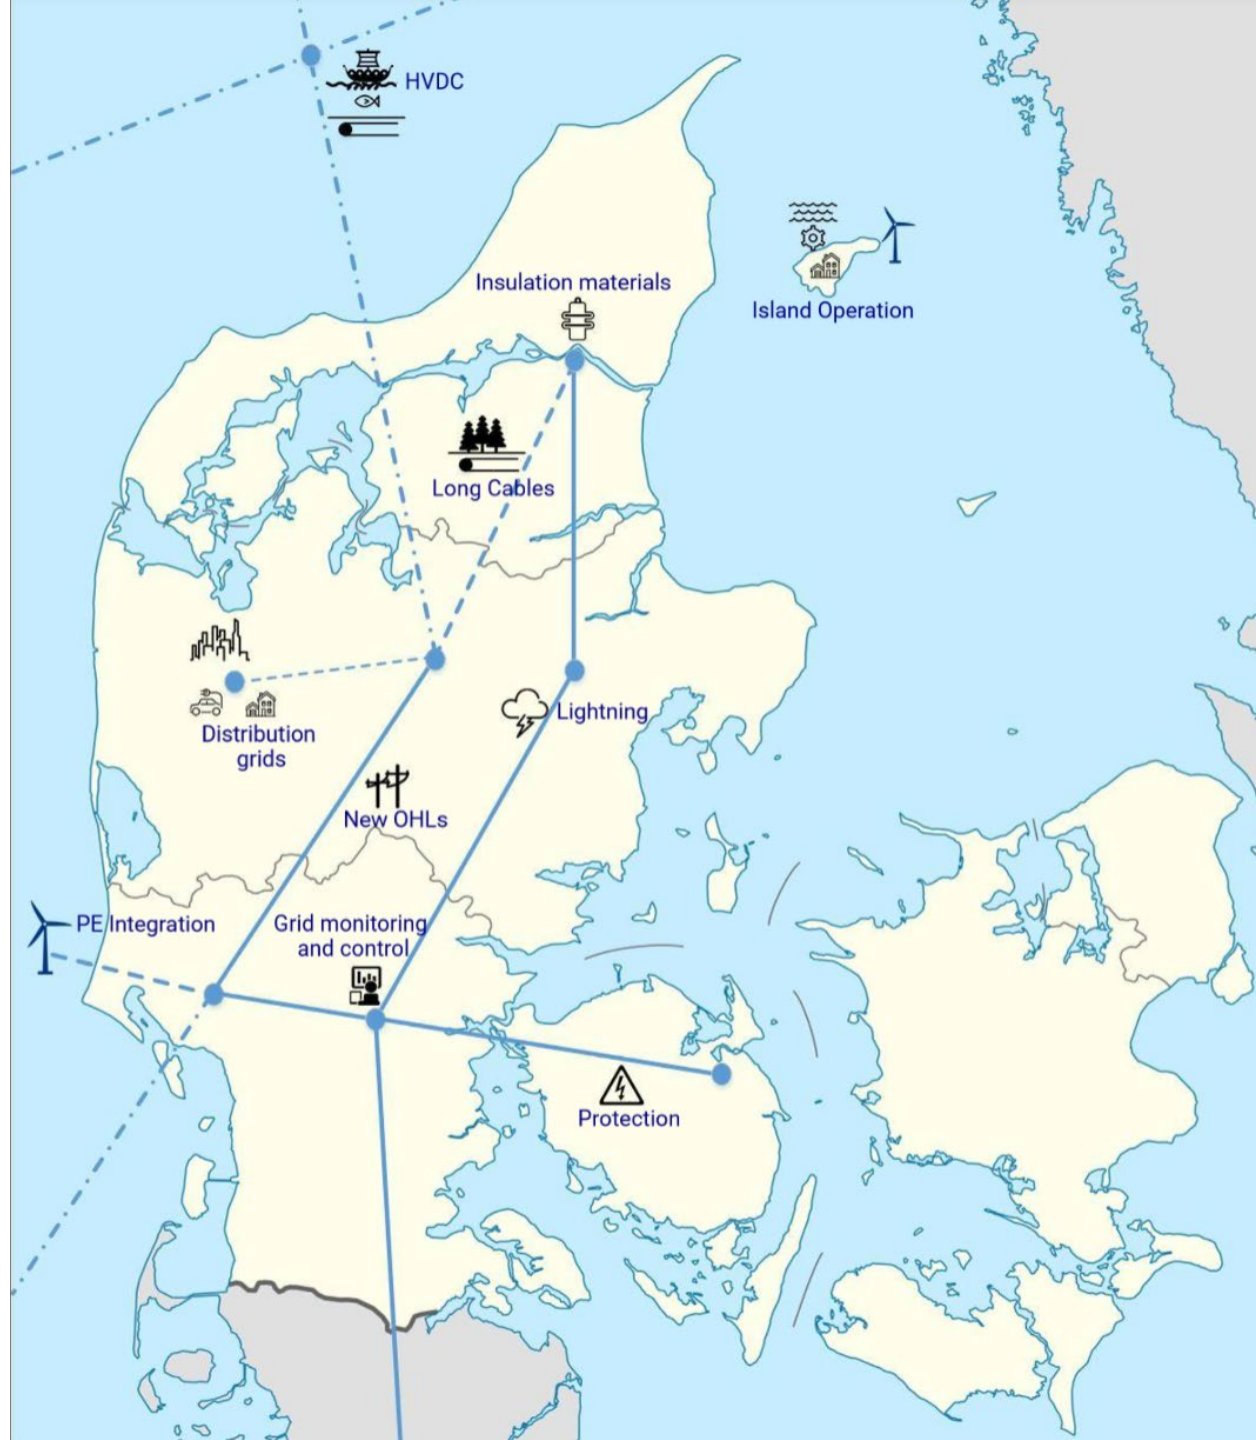 HVDC
Insulation materials
Island Operation
Long Cables
Distribution
grids
Lightning
New OHLs
PE Integration
Grid monitoring
and control
Protection